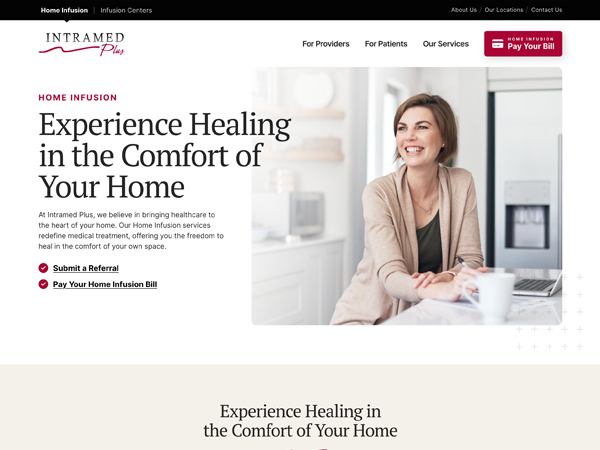 Home Infusion | Infusion Centers
About Us / Our Locations / Contact Us
INTRAMED
Plus
For Providers
For Patients
Our Services
HOME INFUSION
Pay Your Bill
HOME INFUSION
Experience Healing
in the Comfort of
Your Home
At Intramed Plus, we believe in bringing healthcare to
the heart of your home. Our Home Infusion services
redefine medical treatment, offering you the freedom to
heal in the comfort of your own space.
Submit a Referral
Pay Your Home Infusion Bill
Experience Healing in
the Comfort of Your Home